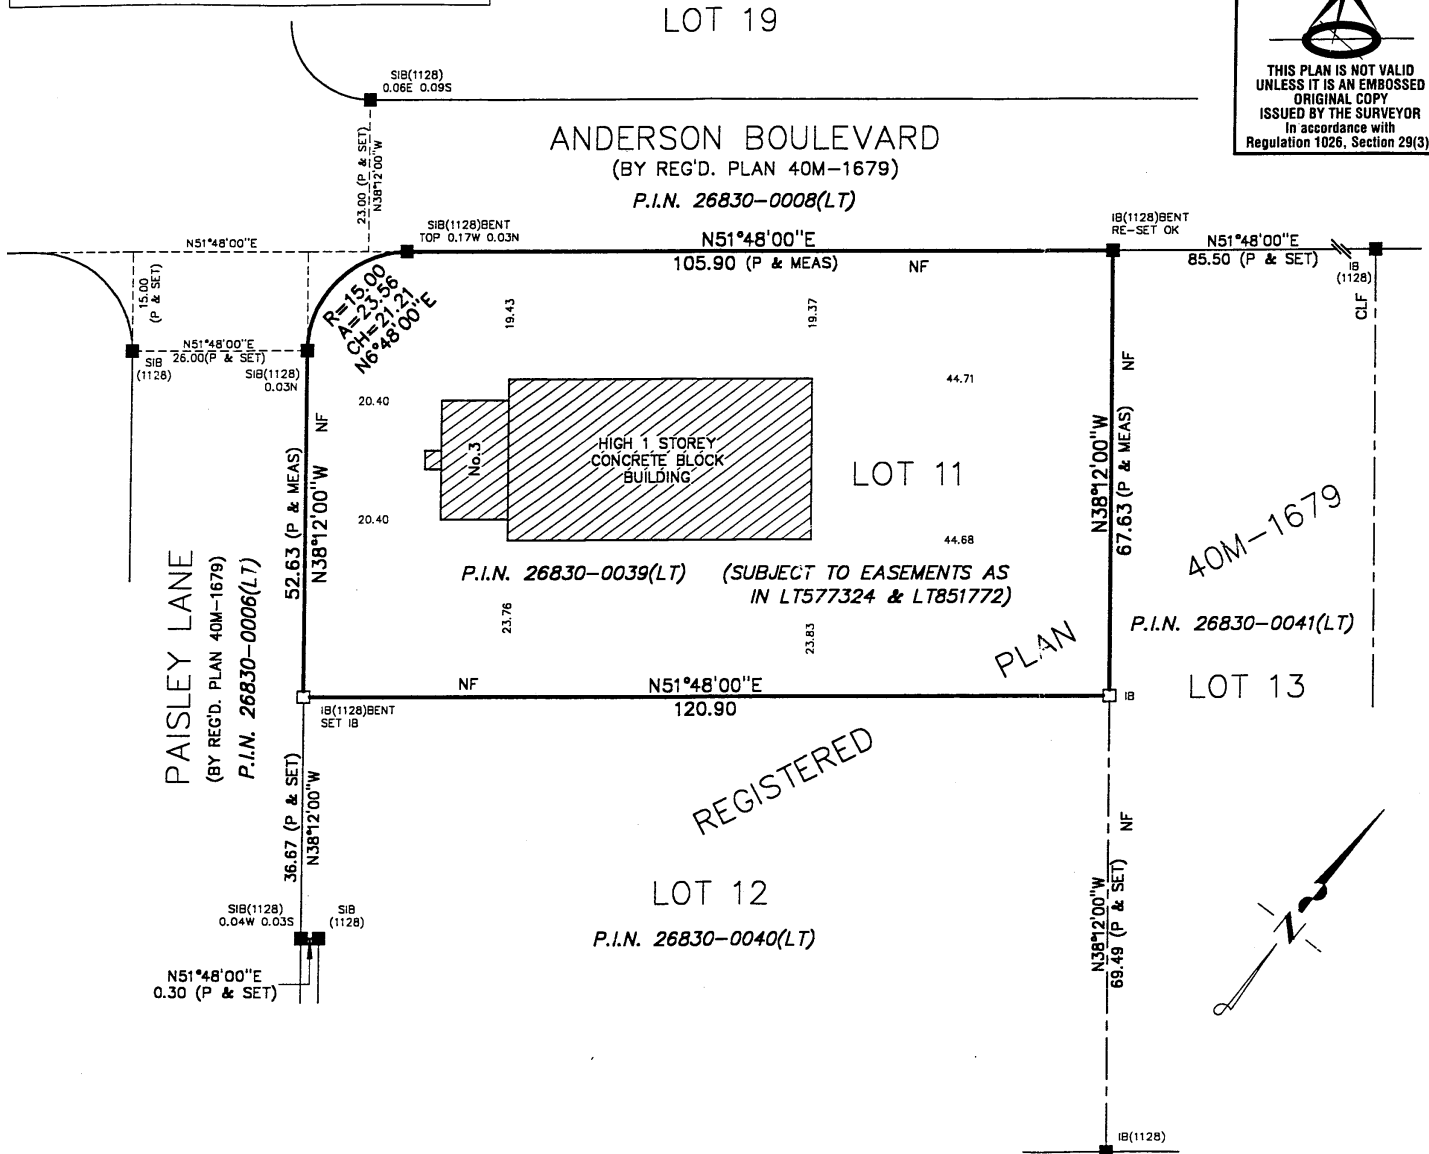 LOT 19
THIS PLAN IS NOT VALID
UNLESS IT IS AN EMBOSSED
ORIGINAL COPY
ISSUED BY THE SURVEYOR
In accordance with
Regulation 1026, Section 29(3)
SIB(1128)
0.06E 0.09S
ANDERSON BOULEVARD
(BY REG'D. PLAN 40M-1679)
P.I.N. 26830-0008(LT)
23.00 (P & SET)
N38°12'00"W
SIB(1128)BENT
TOP 0.17W 0.03N
IB(1128)BENT
RE-SET OK
N51°48'00"E
N51°48'00"E
105.90 (P & MEAS)
NF
N51°48'00"E
85.50 (P & SET)
IB
(1128)
CLF
15.00
(P & SET)
R=15.00
A=23.56
CH=21.21
N6°48'00"E
19.43
19.37
N51°48'00"E
26.00(P & SET)
SIB
(1128)
SIB(1128)
0.03N
NF
NF
20.40
44.71
No.3
HIGH 1 STOREY
CONCRETE BLOCK
BUILDING
LOT 11
20.40
44.68
52.63 (P & MEAS)
N38°12'00"W
N38°12'00"W
67.63 (P & MEAS)
40M-1679
P.I.N. 26830-0039(LT)
(SUBJECT TO EASEMENTS AS
IN LT577324 & LT851772)
PAISLEY LANE
(BY REG'D. PLAN 40M-1679)
P.I.N. 26830-0006(LT)
23.76
23.83
PLAN
P.I.N. 26830-0041(LT)
LOT 13
NF
N51°48'00"E
120.90
IB(1128)BENT
SET IB
IB
REGISTERED
36.67 (P & SET)
N38°12'00"W
NF
LOT 12
P.I.N. 26830-0040(LT)
SIB(1128)
0.04W 0.03S
SIB
(1128)
N51°48'00"E
0.30 (P & SET)
N38°12'00"W
69.49 (P & SET)
N
IB(1128)